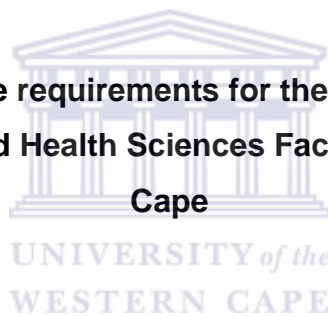 e requirements for the
d Health Sciences Fac
Cape
UNIVERSITY of the
WESTERN CAPE